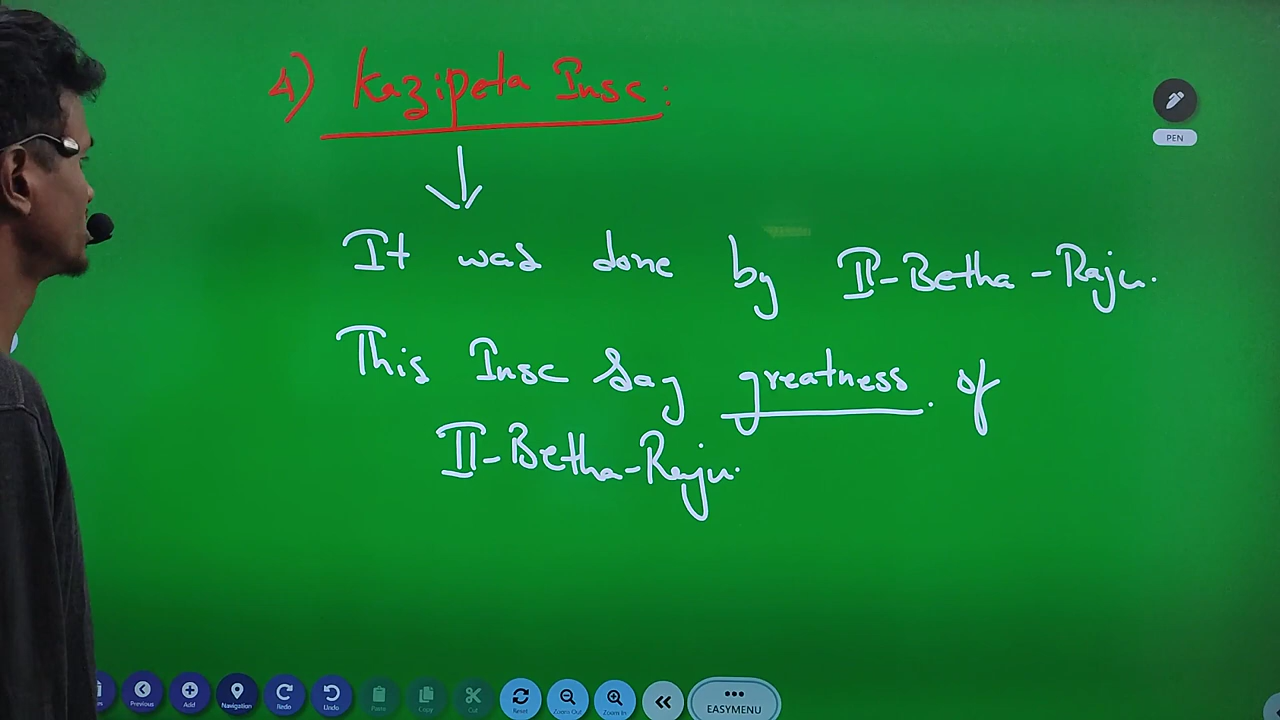 4) Kazipeta Insc:
PEN
It was done by II-Betha-Raju.
This Insc Say greatness of
II-Betha-Raju.
Previous Add Navigation Redo Undo Paste Copy Cut Reset Zoom Out Zoom In EASYMENU